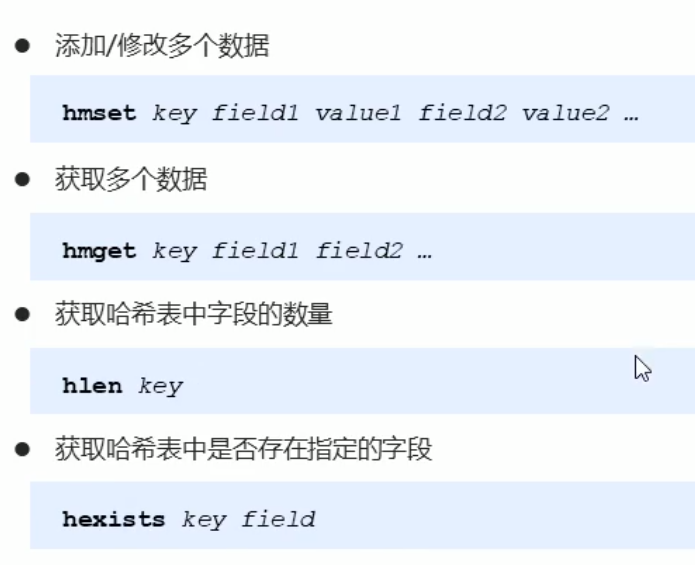 ● 添加/修改多个数据
hmset key field1 value1 field2 value2 …
● 获取多个数据
hmget key field1 field2 …
● 获取哈希表中字段的数量
hlen key
● 获取哈希表中是否存在指定的字段
hexists key field